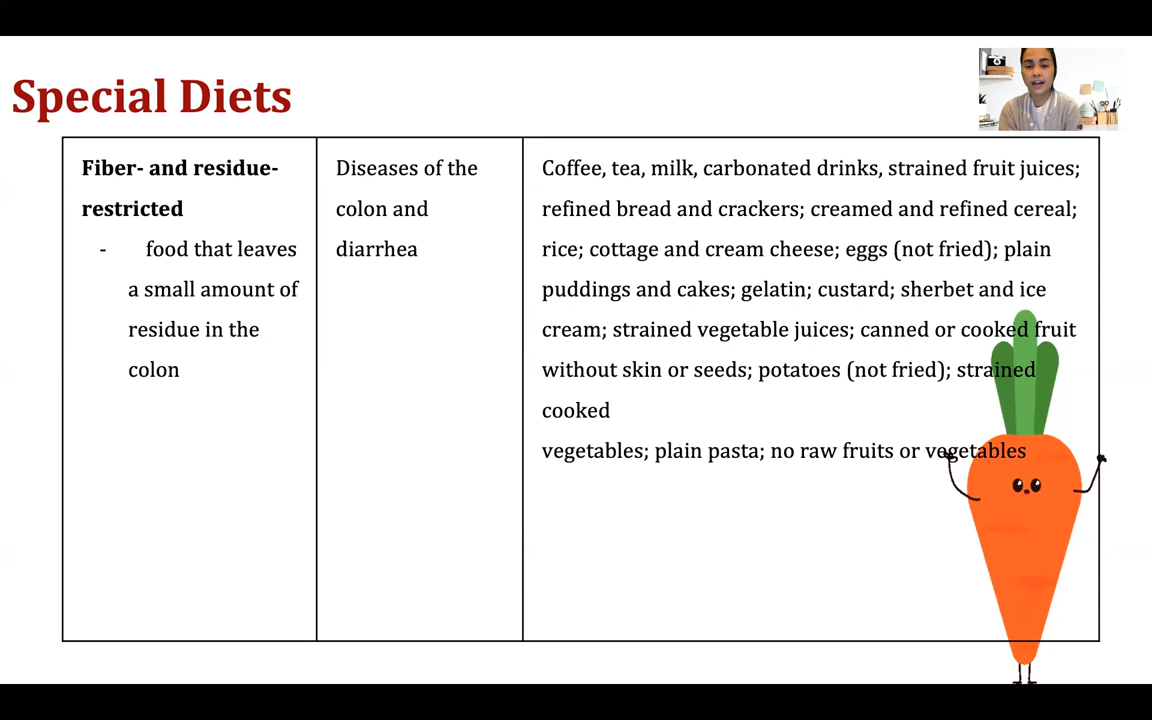 Special Diets
Fiber- and residue-
restricted
- food that leaves
a small amount of
residue in the
colon
Diseases of the
colon and
diarrhea
Coffee, tea, milk, carbonated drinks, strained fruit juices;
refined bread and crackers; creamed and refined cereal;
rice; cottage and cream cheese; eggs (not fried); plain
puddings and cakes; gelatin; custard; sherbet and ice
cream; strained vegetable juices; canned or cooked fruit
without skin or seeds; potatoes (not fried); strained
cooked
vegetables; plain pasta; no raw fruits or vegetables